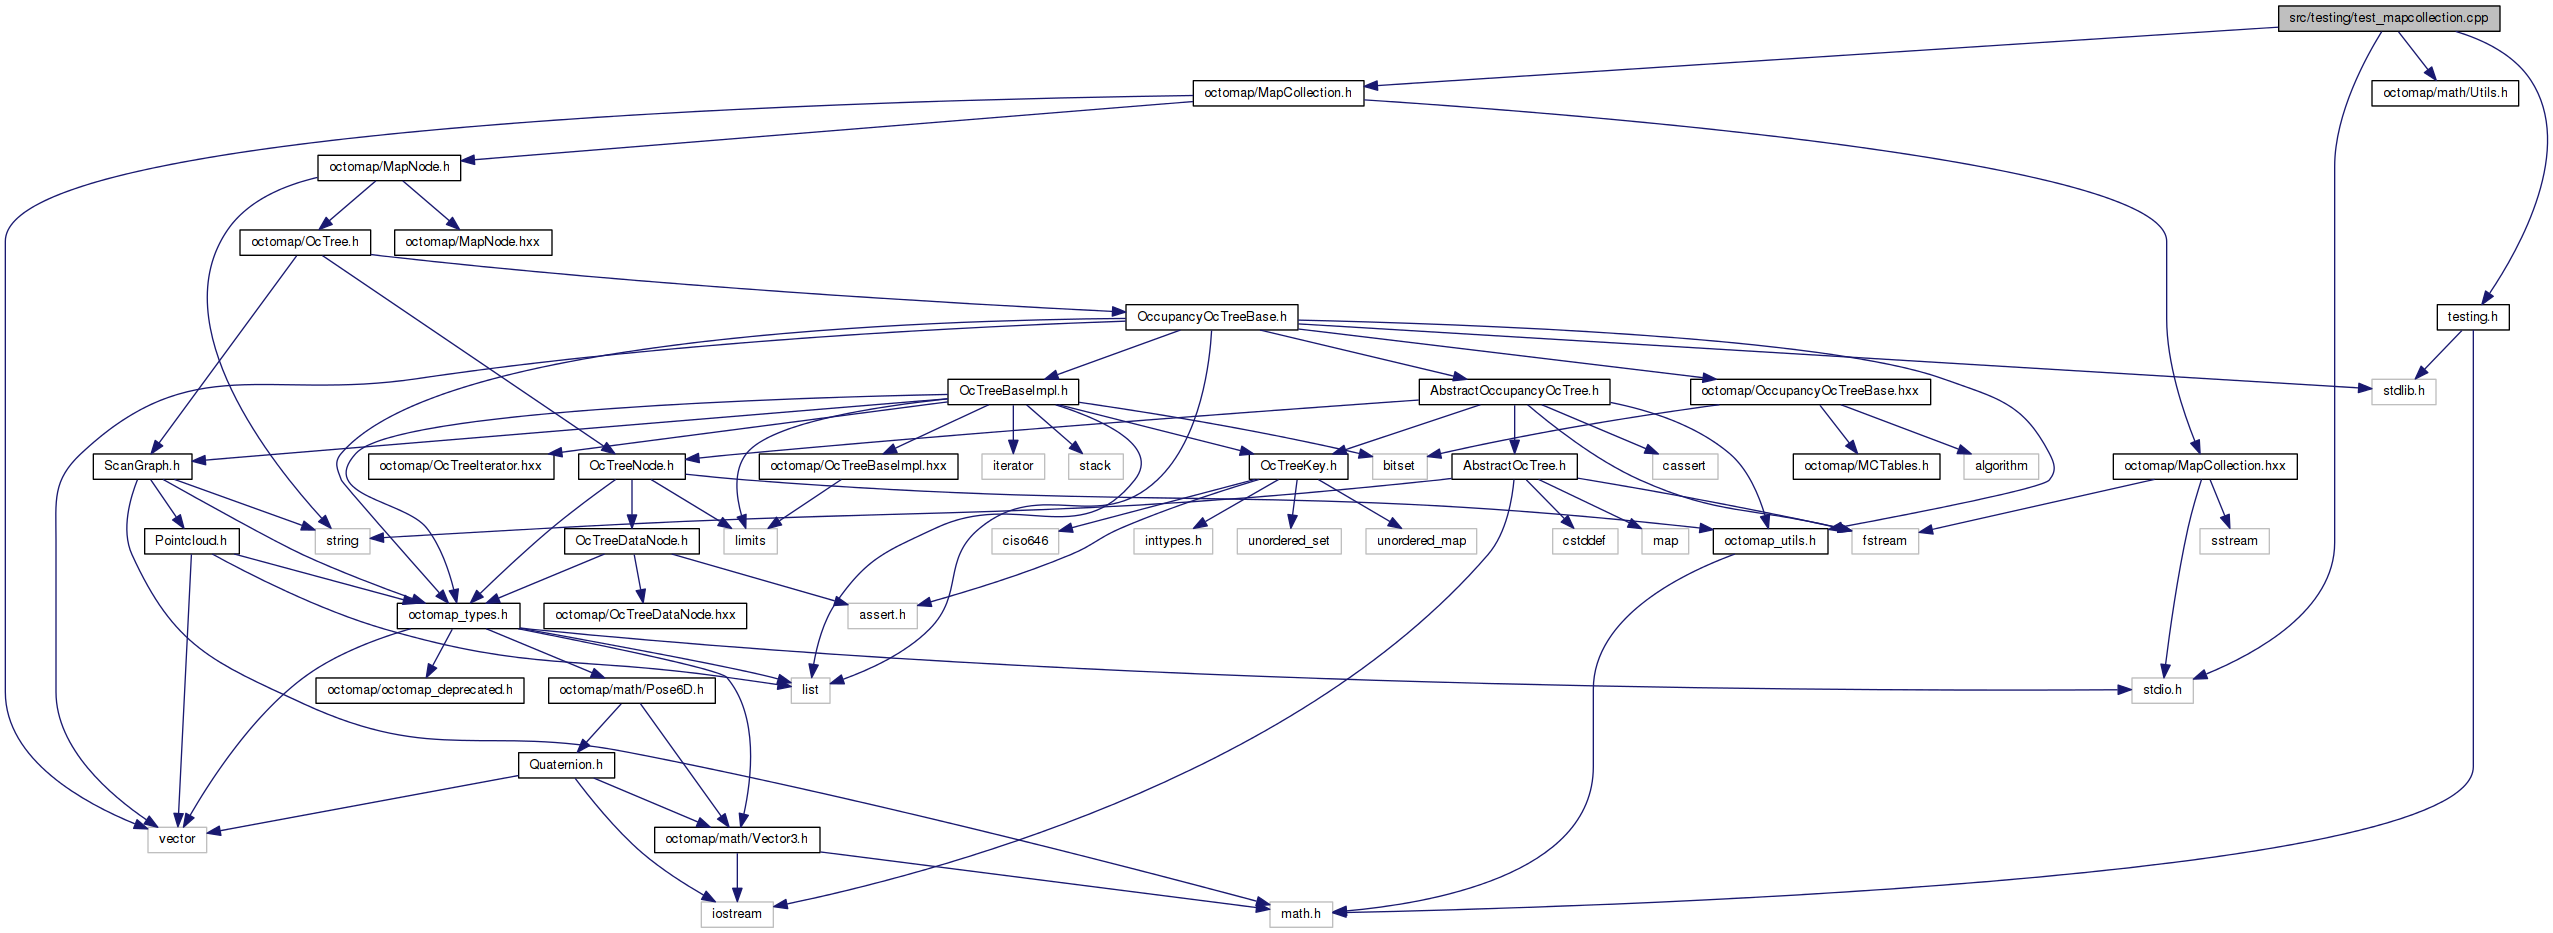 src/testing/test_mapcollection.cpp
octomap/MapCollection.h
octomap/math/Utils.h
octomap/MapNode.h
octomap/OcTree.h
octomap/MapNode.hxx
OccupancyOcTreeBase.h
testing.h
OcTreeBaseImpl.h
AbstractOccupancyOcTree.h
octomap/OccupancyOcTreeBase.hxx
stdlib.h
ScanGraph.h
octomap/OcTreeIterator.hxx
OcTreeNode.h
octomap/OcTreeBaseImpl.hxx
iterator
stack
OcTreeKey.h
bitset
AbstractOcTree.h
cassert
octomap/MCTables.h
algorithm
octomap/MapCollection.hxx
Pointcloud.h
string
OcTreeDataNode.h
limits
ciso646
inttypes.h
unordered_set
unordered_map
cstddef
map
octomap_utils.h
fstream
sstream
octomap_types.h
octomap/OcTreeDataNode.hxx
assert.h
octomap/octomap_deprecated.h
octomap/math/Pose6D.h
list
stdio.h
Quaternion.h
vector
octomap/math/Vector3.h
iostream
math.h